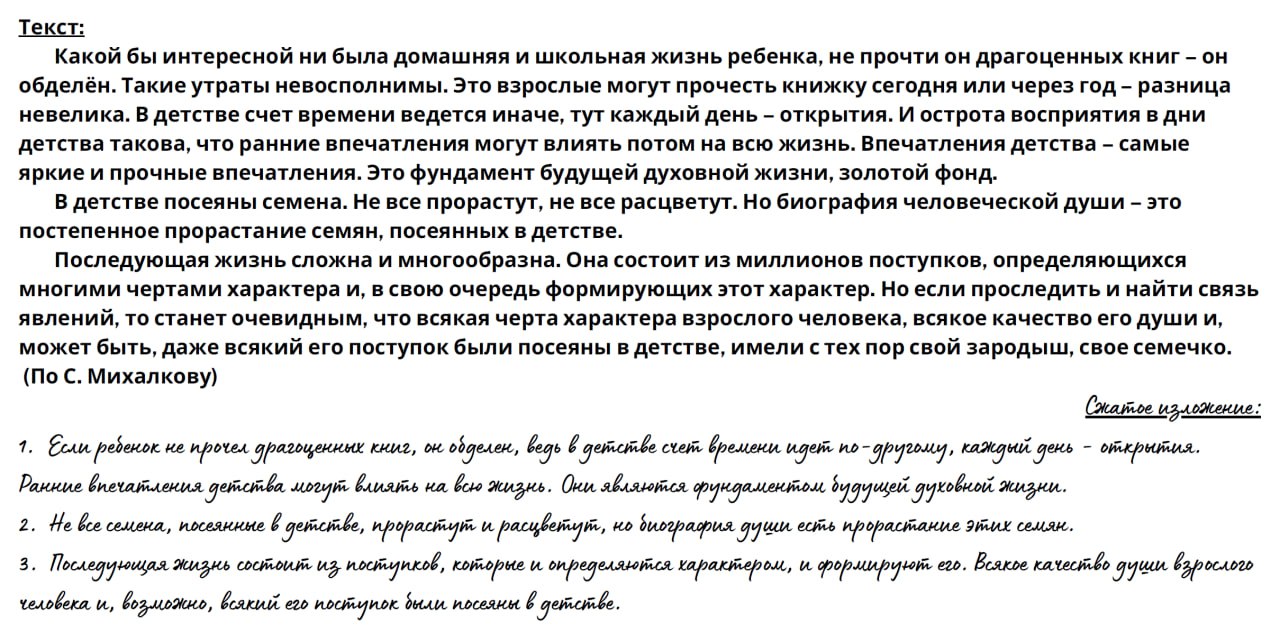 Текст:
Какой бы интересной ни была домашняя и школьная жизнь ребенка, не прочти он драгоценных книг – он
обделён. Такие утраты невосполнимы. Это взрослые могут прочесть книжку сегодня или через год – разница
невелика. В детстве счет времени ведется иначе, тут каждый день – открытия. И острота восприятия в дни
детства такова, что ранние впечатления могут влиять потом на всю жизнь. Впечатления детства – самые
яркие и прочные впечатления. Это фундамент будущей духовной жизни, золотой фонд.
В детстве посеяны семена. Не все прорастут, не все расцветут. Но биография человеческой души – это
постепенное прорастание семян, посеянных в детстве.
Последующая жизнь сложна и многообразна. Она состоит из миллионов поступков, определяющихся
многими чертами характера и, в свою очередь формирующих этот характер. Но если проследить и найти связь
явлений, то станет очевидным, что всякая черта характера взрослого человека, всякое качество его души и,
может быть, даже всякий его поступок были посеяны в детстве, имели с тех пор свой зародыш, свое семечко.
(По С. Михалкову)
Сжатое изложение:
1. Если ребенок не прочел драгоценных книг, он обделен, ведь в детстве счет времени идет по-другому, каждый день - открытия.
Ранние впечатления детства могут влиять на всю жизнь. Они являются фундаментом будущей духовной жизни.
2. Не все семена, посеянные в детстве, прорастут и расцветут, но биография души есть прорастание этих семян.
3. Последующая жизнь состоит из поступков, которые и определяются характером, и формируют его. Всякое качество души взрослого
человека и, возможно, всякий его поступок были посеяны в детстве.